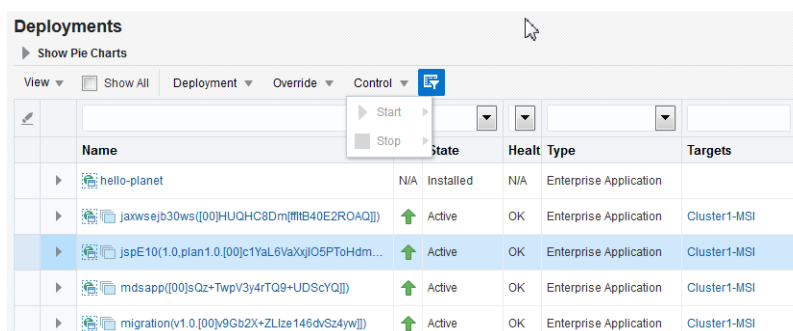 Deployments
Show Pie Charts
View Show All Deployment Override Control
Start
Stop
Name State Healt Type Targets
hello-planet N/A Installed N/A Enterprise Application
jaxwsejb30ws([00]HUQHC8Dm[ffltB40E2ROAQ]]) Active OK Enterprise Application Cluster1-MSI
jspE10(1.0,plan1.0.[00]c1YaL6VaXxjlO5PToHdm... Active OK Enterprise Application Cluster1-MSI
mdsapp([00]sQz+TwpV3y4rTQ9+UDScYQ]]) Active OK Enterprise Application Cluster1-MSI
migration(v1.0.[00]v9Gb2X+ZLIze146dvSz4yw]]) Active OK Enterprise Application Cluster1-MSI